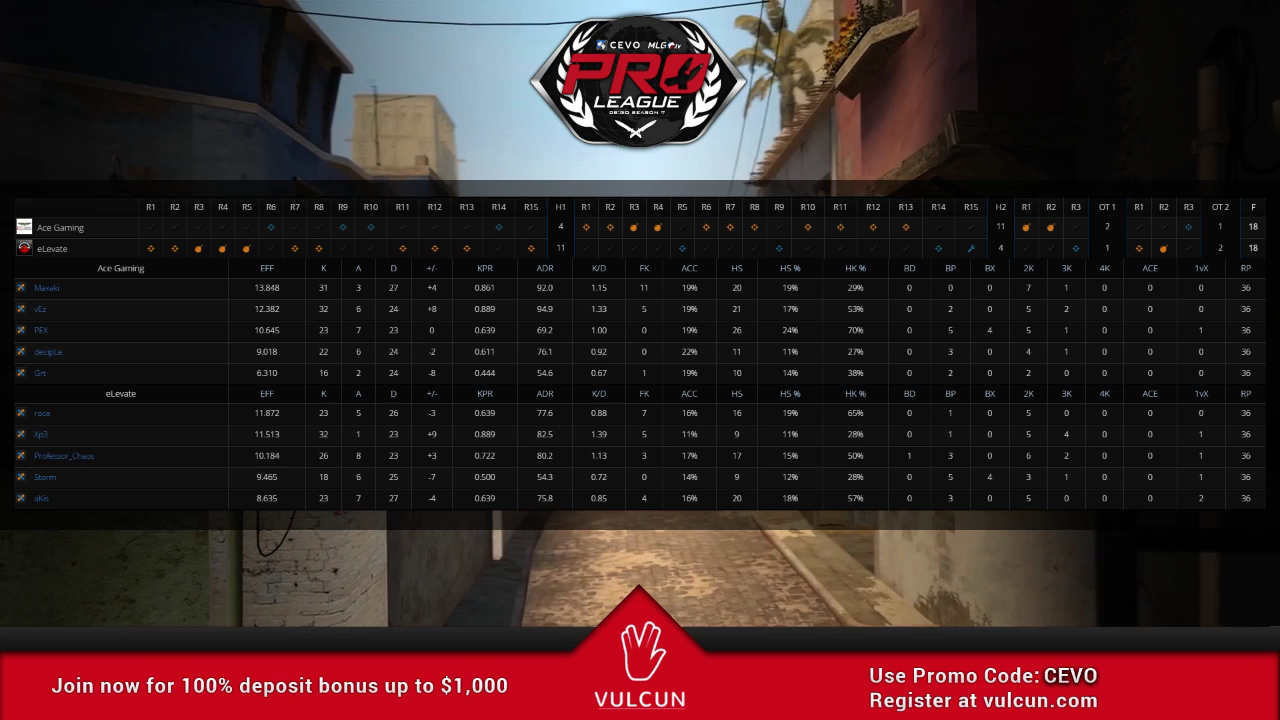 CEVO MLG.tv
PRO
LEAGUE
CS:GO SEASON 7
R1 R2 R3 R4 R5 R6 R7 R8 R9 R10 R11 R12 R13 R14 R15 H1 R1 R2 R3 R4 R5 R6 R7 R8 R9 R10 R11 R12 R13 R14 R15 H2 R1 R2 R3 OT 1 R1 R2 R3 OT 2 F
Ace Gaming 4 11 2 1 18
eLevate 11 4 1 2 18
Ace Gaming EFF K A D +/- KPR ADR K/D FK ACC HS HS % HK % BD BP BX 2K 3K 4K ACE 1vX RP
Maxaki 13.848 31 3 27 +4 0.861 92.0 1.15 11 19% 20 19% 29% 0 0 0 7 1 0 0 0 36
vEz 12.382 32 6 24 +8 0.889 94.9 1.33 5 19% 21 17% 53% 0 2 0 5 2 0 0 0 36
PEX 10.645 23 7 23 0 0.639 69.2 1.00 0 19% 26 24% 70% 0 5 4 5 1 0 0 1 36
decipLe 9.018 22 6 24 -2 0.611 76.1 0.92 0 22% 11 11% 27% 0 3 0 4 1 0 0 0 36
Grt 6.310 16 2 24 -8 0.444 54.6 0.67 1 19% 10 14% 38% 0 2 0 2 0 0 0 0 36
eLevate EFF K A D +/- KPR ADR K/D FK ACC HS HS % HK % BD BP BX 2K 3K 4K ACE 1vX RP
roca 11.872 23 5 26 -3 0.639 77.6 0.88 7 16% 16 19% 65% 0 1 0 5 0 0 0 0 36
Xp3 11.513 32 1 23 +9 0.889 82.5 1.39 5 11% 9 11% 28% 0 1 0 5 4 0 0 1 36
Professor_Chaos 10.184 26 8 23 +3 0.722 80.2 1.13 3 17% 17 15% 50% 1 3 0 6 2 0 0 1 36
Storm 9.465 18 6 25 -7 0.500 54.3 0.72 0 14% 9 12% 28% 0 5 4 3 1 0 0 1 36
aKis 8.635 23 7 27 -4 0.639 75.8 0.85 4 16% 20 18% 57% 0 3 0 5 0 0 0 2 36
Join now for 100% deposit bonus up to $1,000
VULCUN
Use Promo Code: CEVO
Register at vulcun.com